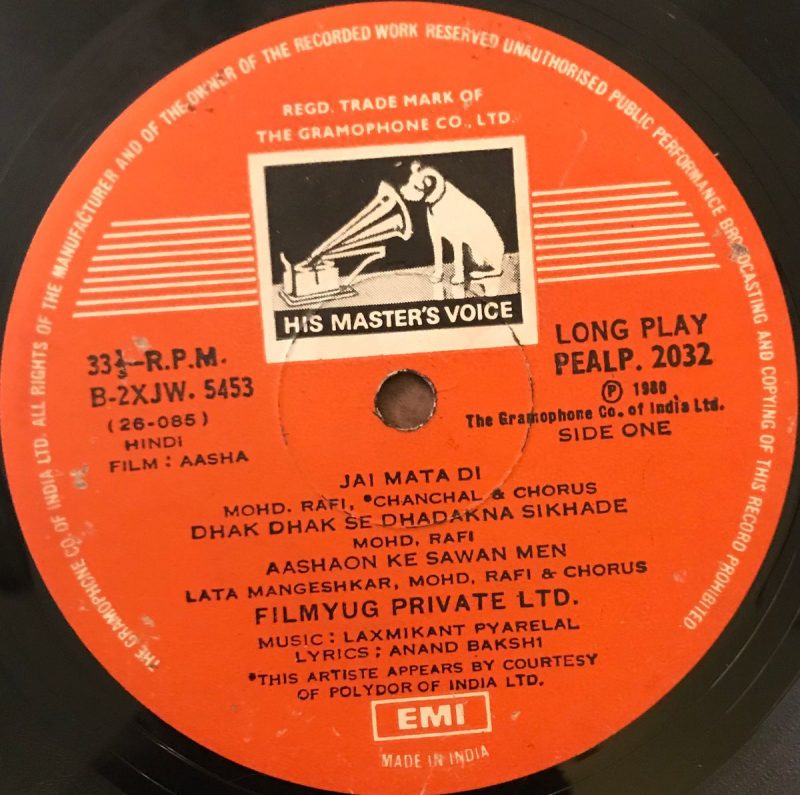 THE GRAMOPHONE CO OF INDIA LTD. ALL RIGHTS OF THE MANUFACTURER AND OF THE OWNER OF THE RECORDED WORK RESERVED UNAUTHORISED PUBLIC PERFORMANCE BROADCASTING AND COPYING OF THIS RECORD PROHIBITED.
REGD. TRADE MARK OF
THE GRAMOPHONE CO., LTD.
HIS MASTER'S VOICE
33⅓-R.P.M.
B-2XJW. 5453
(26-085)
HINDI
FILM : AASHA
LONG PLAY
PEALP. 2032
Ⓟ 1980
The Gramophone Co. of India Ltd.
SIDE ONE
JAI MATA DI
MOHD. RAFI, *CHANCHAL & CHORUS
DHAK DHAK SE DHADAKNA SIKHADE
MOHD. RAFI
AASHAON KE SAWAN MEN
LATA MANGESHKAR, MOHD. RAFI & CHORUS
FILMYUG PRIVATE LTD.
MUSIC : LAXMIKANT PYARELAL
LYRICS ; ANAND BAKSH1
*THIS ARTISTE APPEARS BY COURTESY
OF POLYDOR OF INDIA LTD.
EMI
MADE IN INDIA